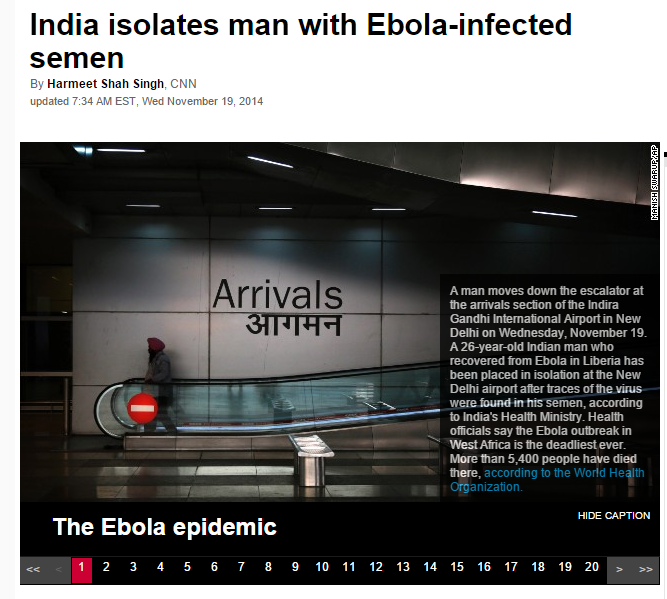 India isolates man with Ebola-infected
semen
By Harmeet Shah Singh, CNN
updated 7:34 AM EST, Wed November 19, 2014
MANISH SWARUP/AP
Arrivals
आगमन
A man moves down the escalator at
the arrivals section of the Indira
Gandhi International Airport in New
Delhi on Wednesday, November 19.
A 26-year-old Indian man who
recovered from Ebola in Liberia has
been placed in isolation at the New
Delhi airport after traces of the virus
were found in his semen, according
to India's Health Ministry. Health
officials say the Ebola outbreak in
West Africa is the deadliest ever.
More than 5,400 people have died
there, according to the World Health
Organization.
HIDE CAPTION
The Ebola epidemic
<< < 1 2 3 4 5 6 7 8 9 10 11 12 13 14 15 16 17 18 19 20 > >>